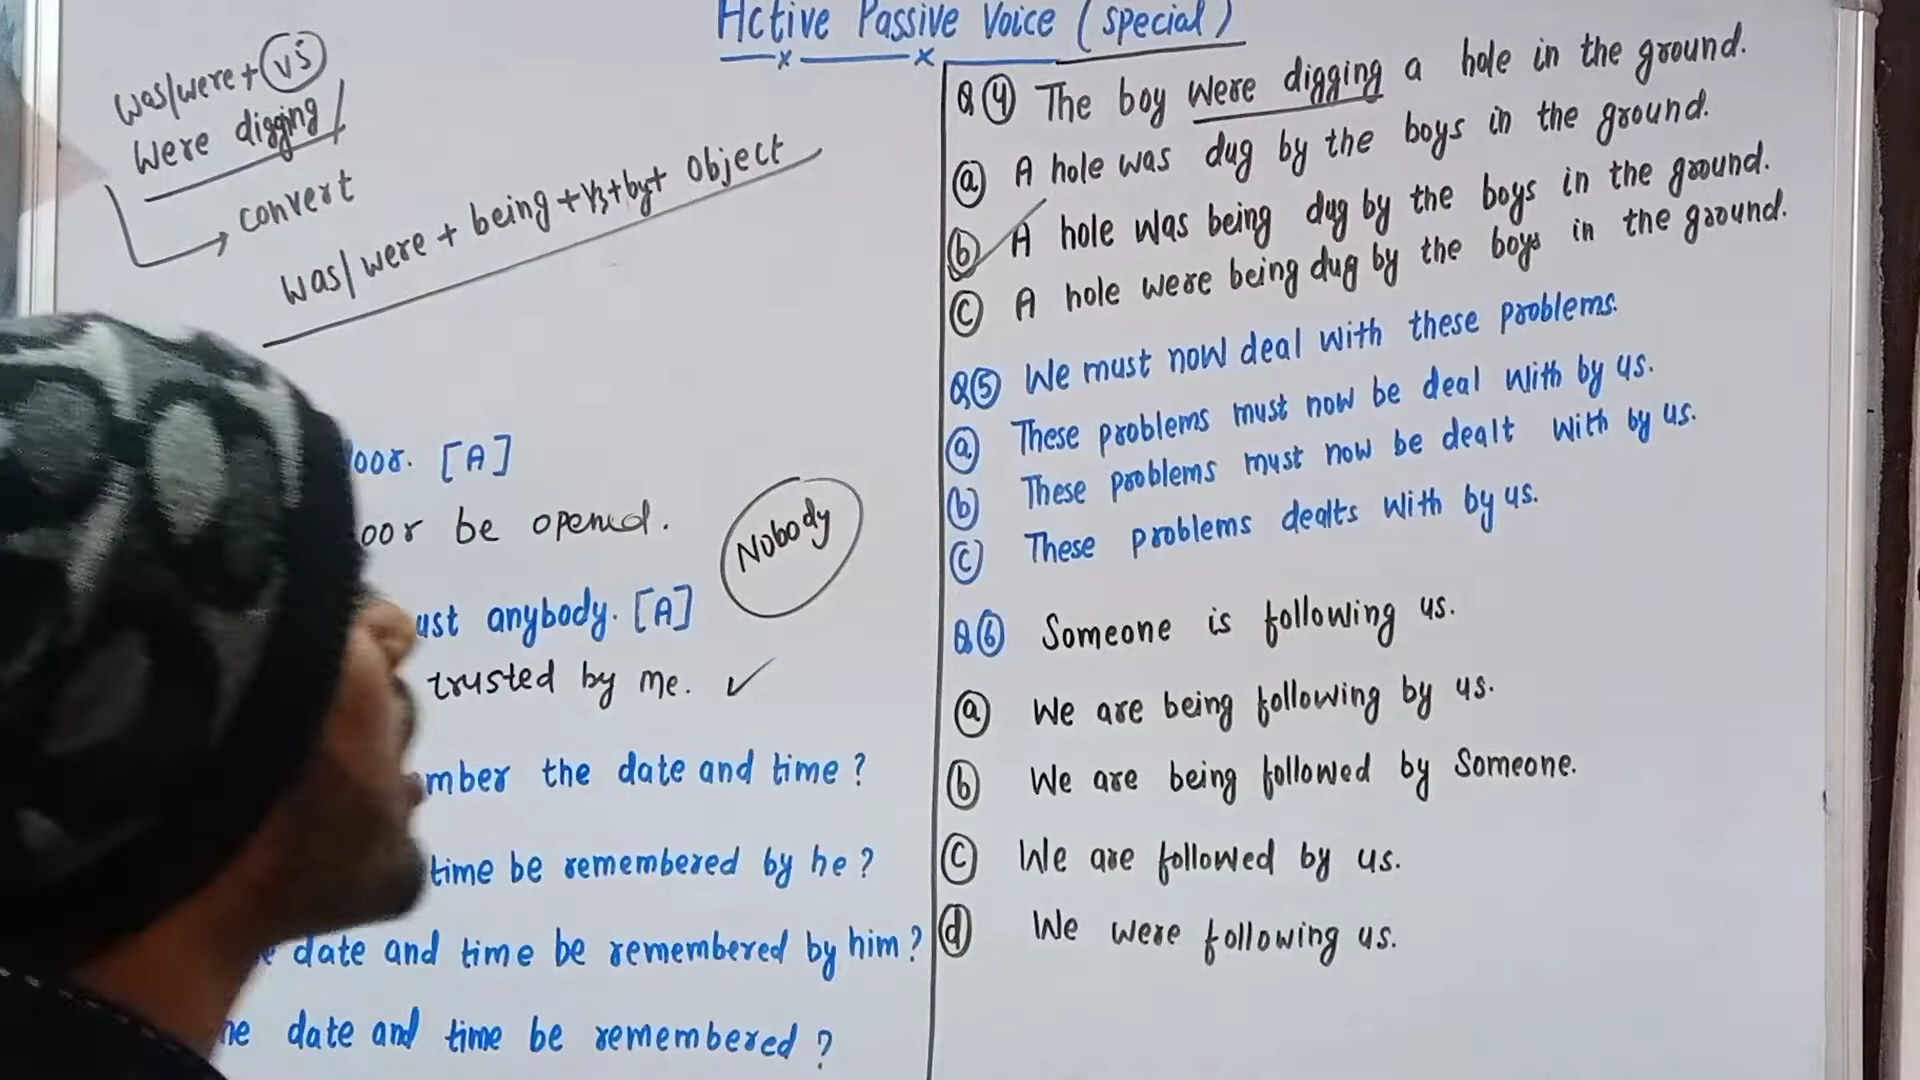 Active Passive Voice (special)
was/were + v5
Were digging
convert
was/were + being + v3 + by + object
oor. [A]
oor be opened.
Nobody
ust anybody. [A]
trusted by me. ✓
mber the date and time ?
time be remembered by he ?
date and time be remembered by him ?
he date and time be remembered ?
Q ④ The boy were digging a hole in the ground.
ⓐ A hole was dug by the boys in the ground.
ⓑ A hole was being dug by the boys in the ground.
ⓒ A hole were being dug by the boys in the ground.
Q ⑤ We must now deal with these problems.
ⓐ These problems must now be deal with by us.
ⓑ These problems must now be dealt with by us.
ⓒ These problems dealts with by us.
Q ⑥ Someone is following us.
ⓐ We are being following by us.
ⓑ We are being followed by Someone.
ⓒ We are followed by us.
ⓓ We were following us.